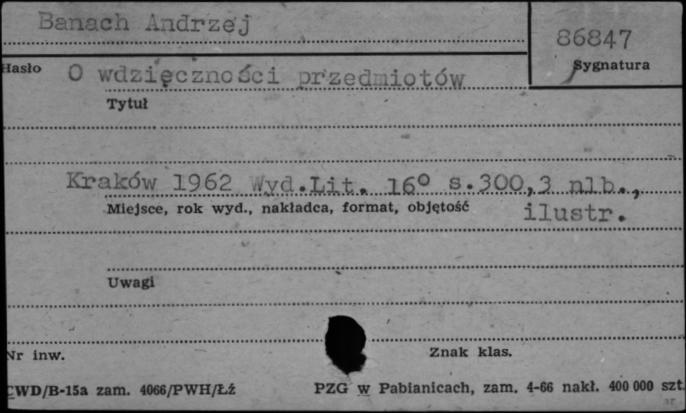 Banach Andrzej
86847
Hasło
Sygnatura
O wdzięczności przedmiotów
Tytuł
Kraków 1962 Wyd.Lit. 16° s.300,3 nlb.,
Miejsce, rok wyd., nakładca, format, objętość
ilustr.
Uwagi
Nr inw.
Znak klas.
CWD/B-15a zam. 4066/PWH/Łź
PZG w Pabianicach, zam. 4-66 nakł. 400 000 szt.